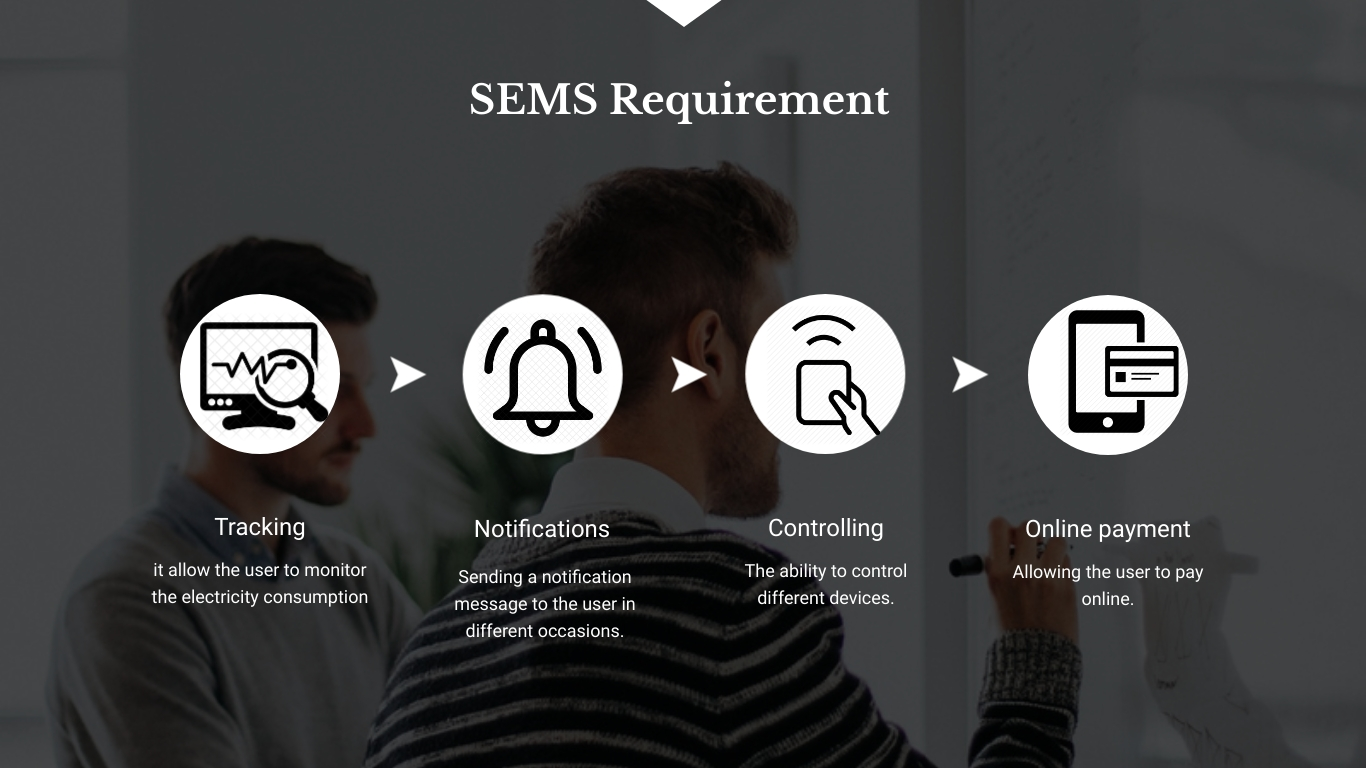 SEMS Requirement
Tracking
it allow the user to monitor
the electricity consumption
Notifications
Sending a notification
message to the user in
different occasions.
Controlling
The ability to control
different devices.
Online payment
Allowing the user to pay
online.